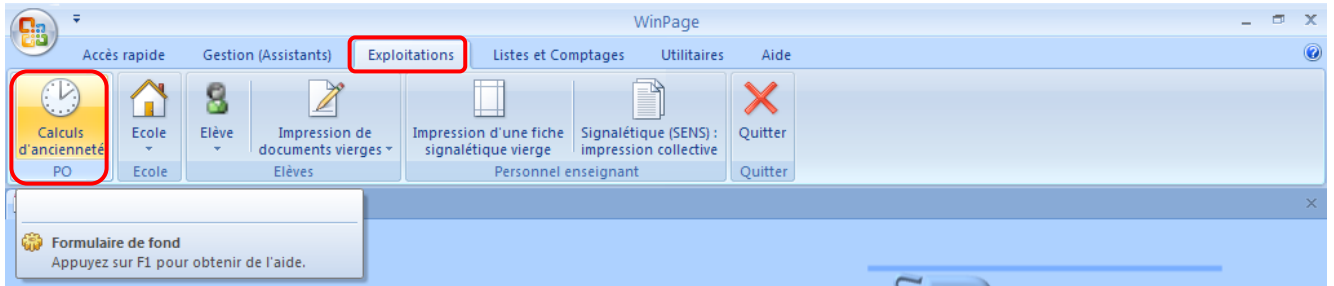 WinPage
Accès rapide Gestion (Assistants) Exploitations Listes et Comptages Utilitaires Aide
Calculs d'ancienneté
Ecole
Elève
Impression de documents vierges
Impression d'une fiche signalétique vierge
Signalétique (SENS) : impression collective
Quitter
PO Ecole Elèves Personnel enseignant Quitter
Formulaire de fond
Appuyez sur F1 pour obtenir de l'aide.